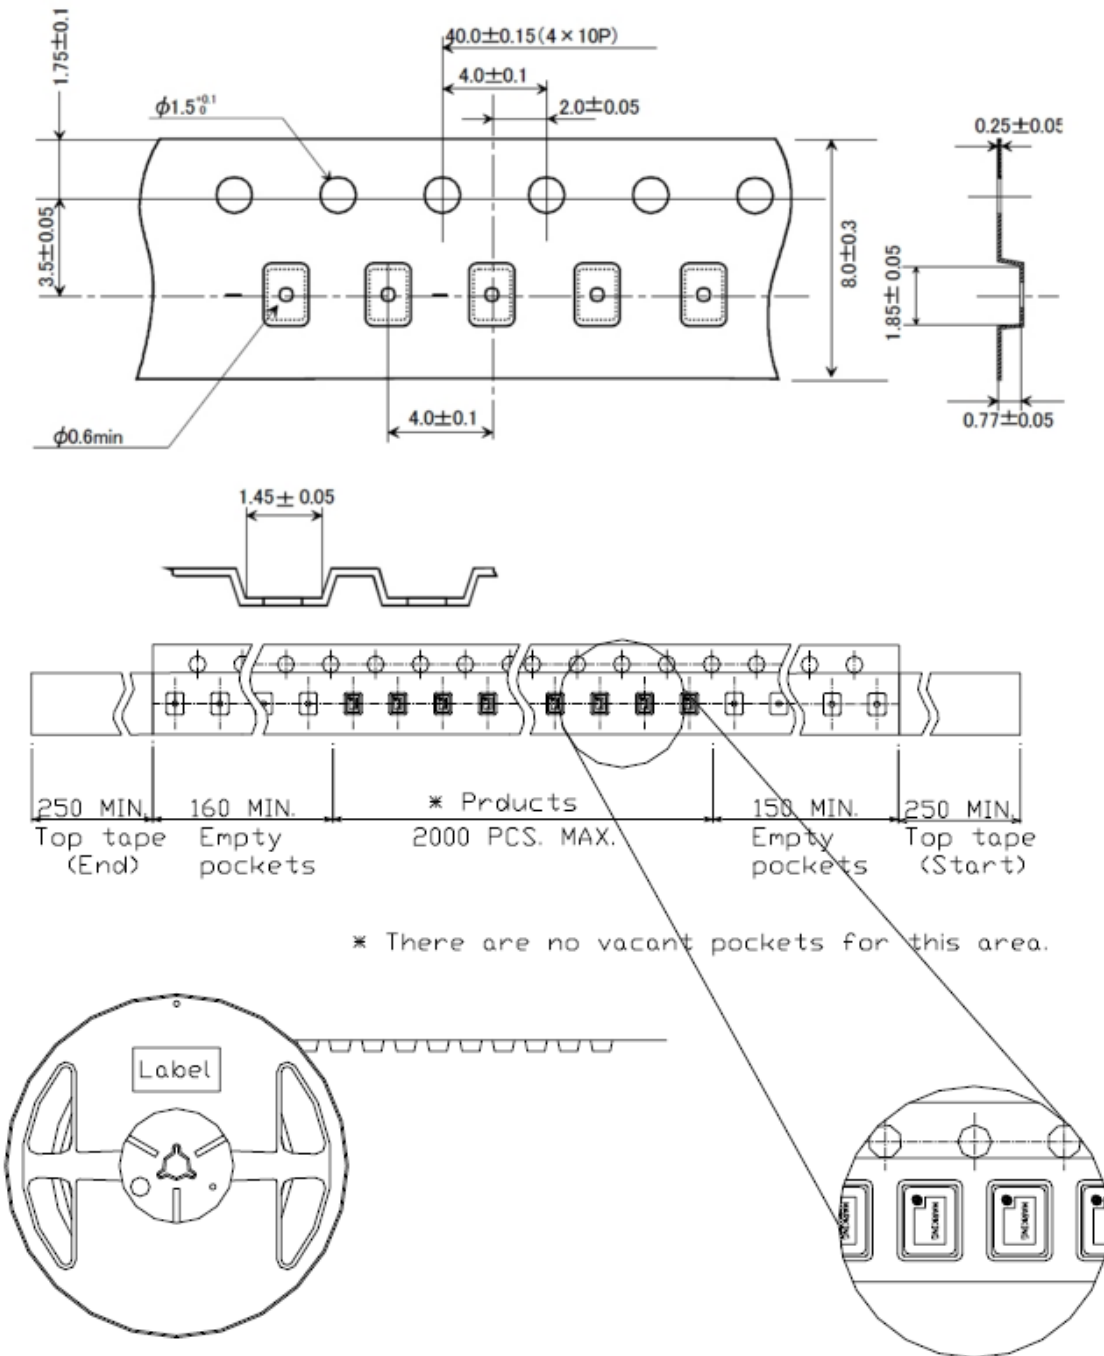 1.75±0.1
40.0±0.15(4×10P)
4.0±0.1
ϕ1.5 +0.1 0
2.0±0.05
0.25±0.05
3.5±0.05
8.0±0.3
1.85±0.05
4.0±0.1
0.77±0.05
ϕ0.6min
1.45±0.05
250 MIN.
Top tape
(End)
160 MIN.
Empty
pockets
* Prducts
2000 PCS. MAX.
150 MIN.
Empty
pockets
250 MIN.
Top tape
(Start)
* There are no vacant pockets for this area.
Label
MARKING
MARKING
MARKING